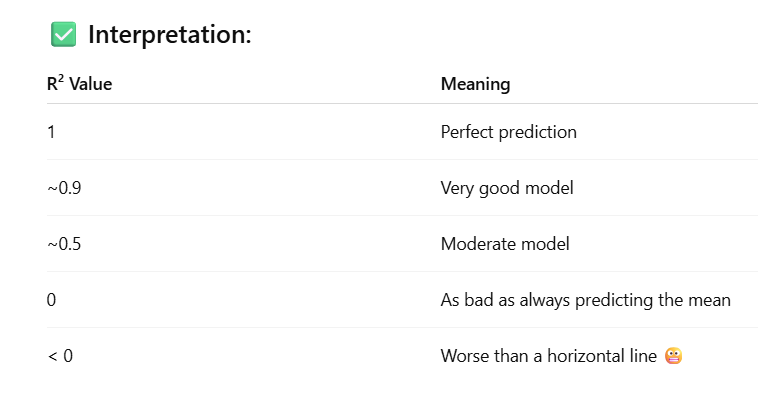 ✅ Interpretation:
R² Value Meaning
1 Perfect prediction
~0.9 Very good model
~0.5 Moderate model
0 As bad as always predicting the mean
< 0 Worse than a horizontal line 😬